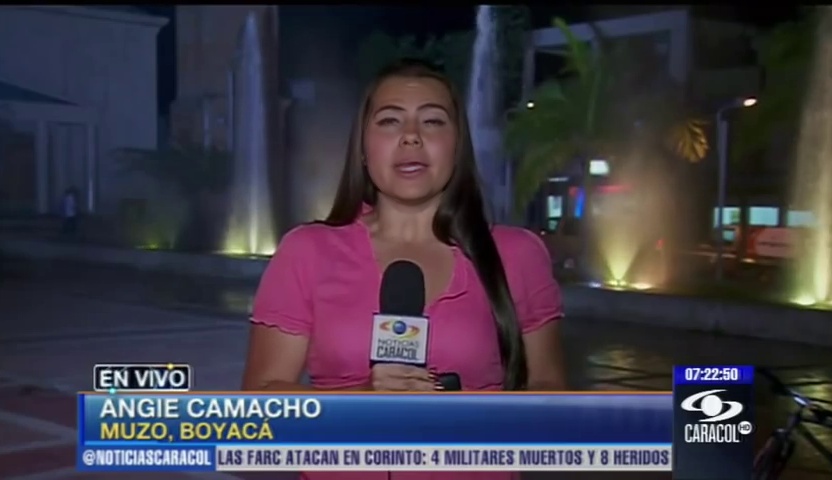 NOTICIAS
CARACOL
EN VIVO
07:22:50
ANGIE CAMACHO
MUZO, BOYACÁ
CARACOL HD
@NOTICIASCARACOL LAS FARC ATACAN EN CORINTO: 4 MILITARES MUERTOS Y 8 HERIDOS